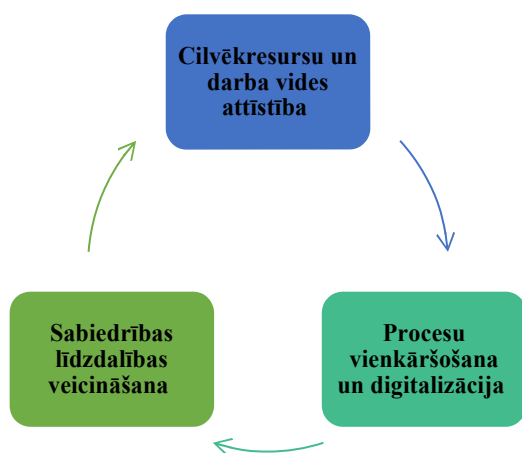 Cilvēkresursu un
darba vides
attīstība
Sabiedrības
līdzdalības
veicināšana
Procesu
vienkāršošana
un digitalizācija